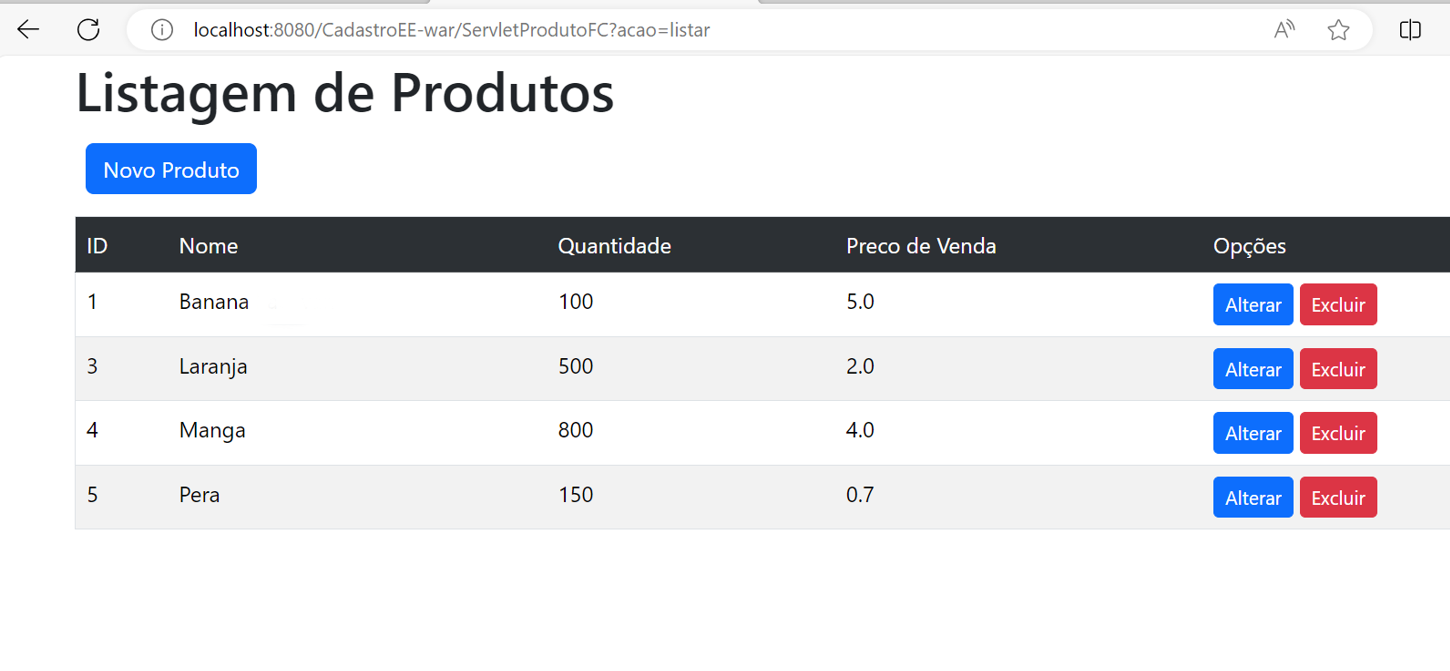 localhost:8080/CadastroEE-war/ServletProdutoFC?acao=listar
Listagem de Produtos
Novo Produto
ID Nome Quantidade Preco de Venda Opções
1 Banana 100 5.0 Alterar Excluir
3 Laranja 500 2.0 Alterar Excluir
4 Manga 800 4.0 Alterar Excluir
5 Pera 150 0.7 Alterar Excluir